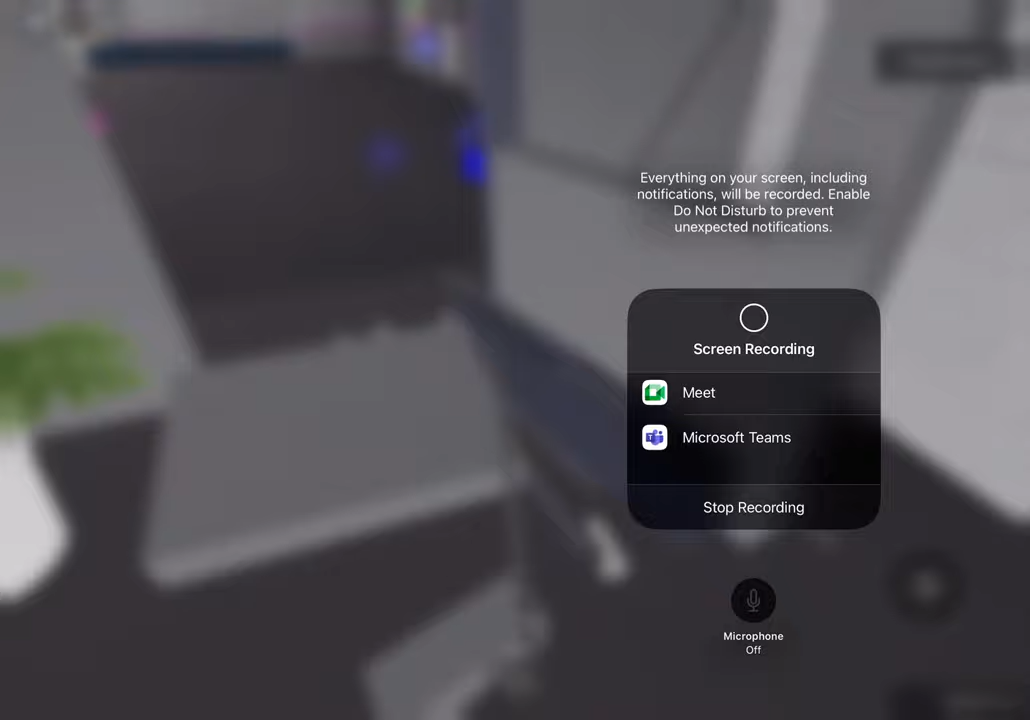 Everything on your screen, including
notifications, will be recorded. Enable
Do Not Disturb to prevent
unexpected notifications.
Screen Recording
Meet
Microsoft Teams
Stop Recording
Microphone
Off